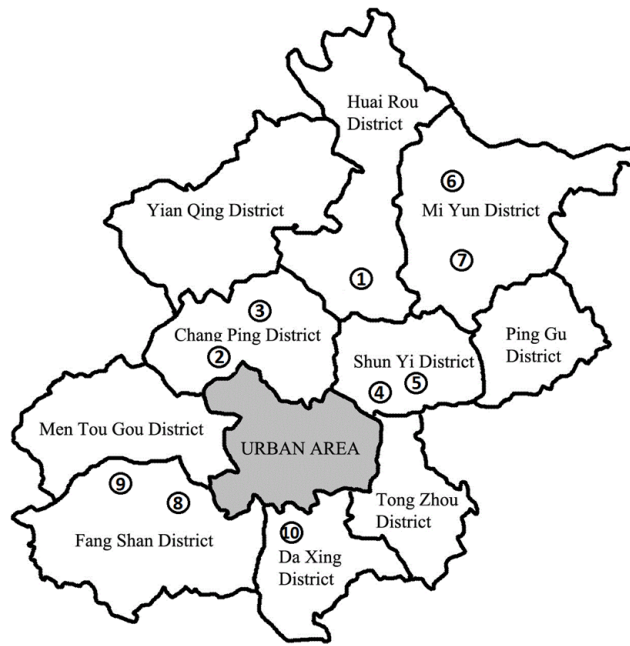 Huai Rou
District
⑥
Yian Qing District
Mi Yun District
⑦
①
③
Chang Ping District
②
Ping Gu
District
Shun Yi District
⑤
④
Men Tou Gou District
URBAN AREA
⑨
⑧
Tong Zhou
District
Fang Shan District
⑩
Da Xing
District